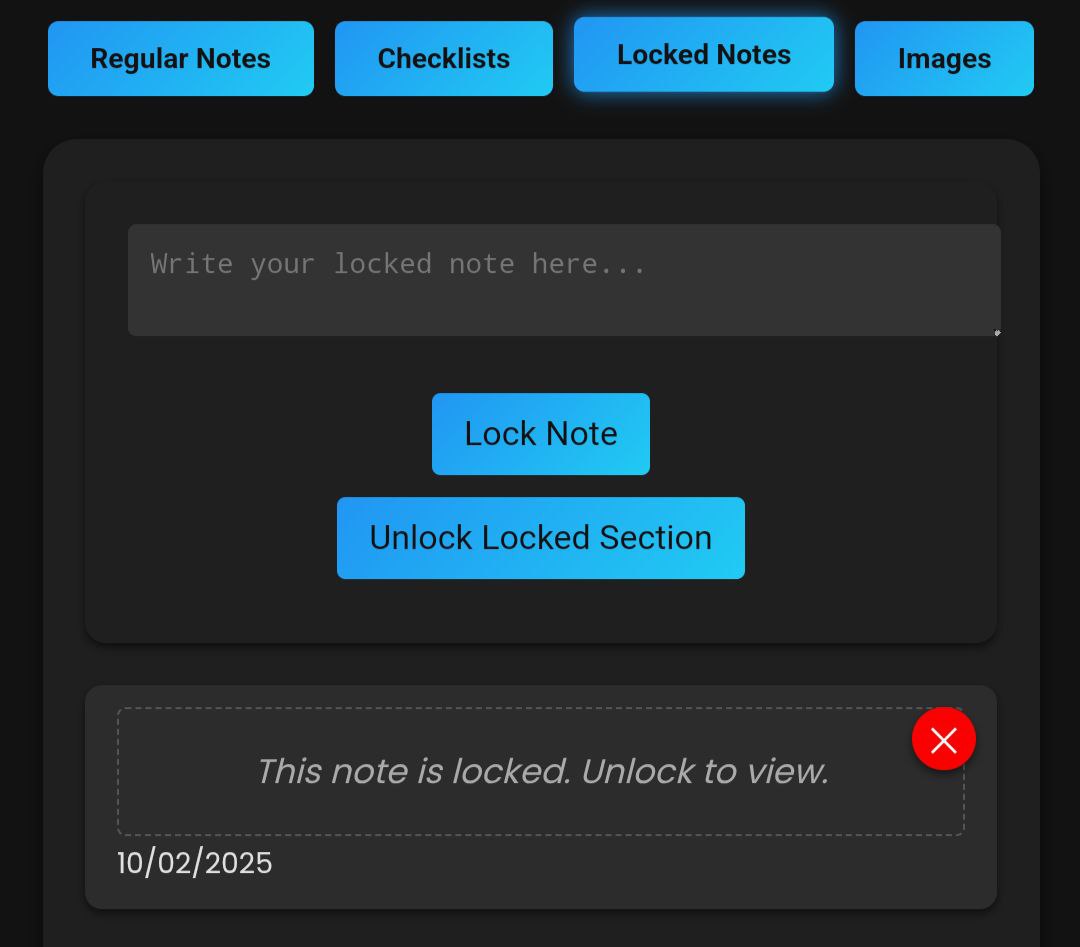 Regular Notes
Checklists
Locked Notes
Images
Write your locked note here...
Lock Note
Unlock Locked Section
This note is locked. Unlock to view.
10/02/2025